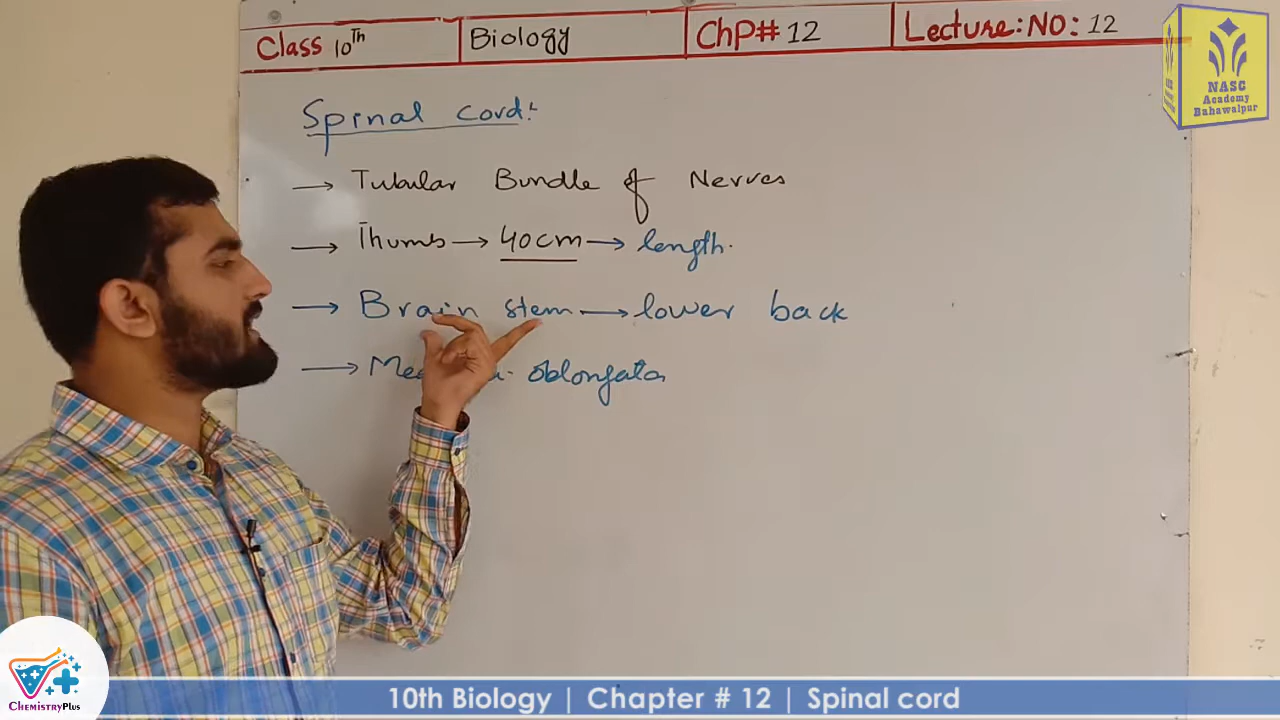 Class 10Th Biology ChP# 12 Lecture: NO: 12
NASC
Academy
Bahawalpur
Spinal cord:
→ Tubular Bundle of Nerves
→ Thumb → 40cm → length.
→ Brain stem → lower back
→ oblongata
ChemistryPlus
10th Biology | Chapter # 12 | Spinal cord